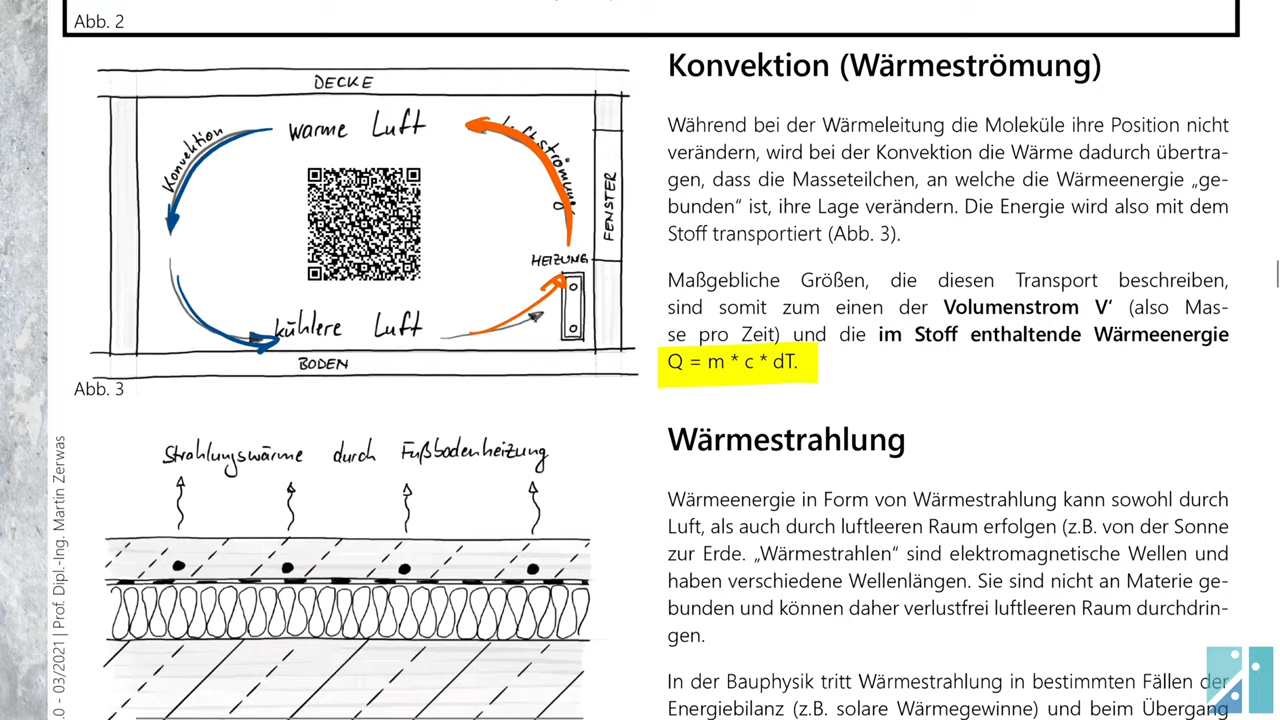 Abb. 2
DECKE
warme Luft
Konvektion
FENSTER
HEIZUNG
kühlere Luft
BODEN
Abb. 3
Strahlungswärme durch Fußbodenheizung
.0 - 03/2021 | Prof. Dipl.-Ing. Martin Zerwas
Konvektion (Wärmeströmung)
Während bei der Wärmeleitung die Moleküle ihre Position nicht
verändern, wird bei der Konvektion die Wärme dadurch übertra-
gen, dass die Masseteilchen, an welche die Wärmeenergie „ge-
bunden“ ist, ihre Lage verändern. Die Energie wird also mit dem
Stoff transportiert (Abb. 3).
Maßgebliche Größen, die diesen Transport beschreiben,
sind somit zum einen der Volumenstrom V‘ (also Mas-
se pro Zeit) und die im Stoff enthaltende Wärmeenergie
Q = m * c * dT.
Wärmestrahlung
Wärmeenergie in Form von Wärmestrahlung kann sowohl durch
Luft, als auch durch luftleeren Raum erfolgen (z.B. von der Sonne
zur Erde. „Wärmestrahlen“ sind elektromagnetische Wellen und
haben verschiedene Wellenlängen. Sie sind nicht an Materie ge-
bunden und können daher verlustfrei luftleeren Raum durchdrin-
gen.
In der Bauphysik tritt Wärmestrahlung in bestimmten Fällen der
Energiebilanz (z.B. solare Wärmegewinne) und beim Übergang